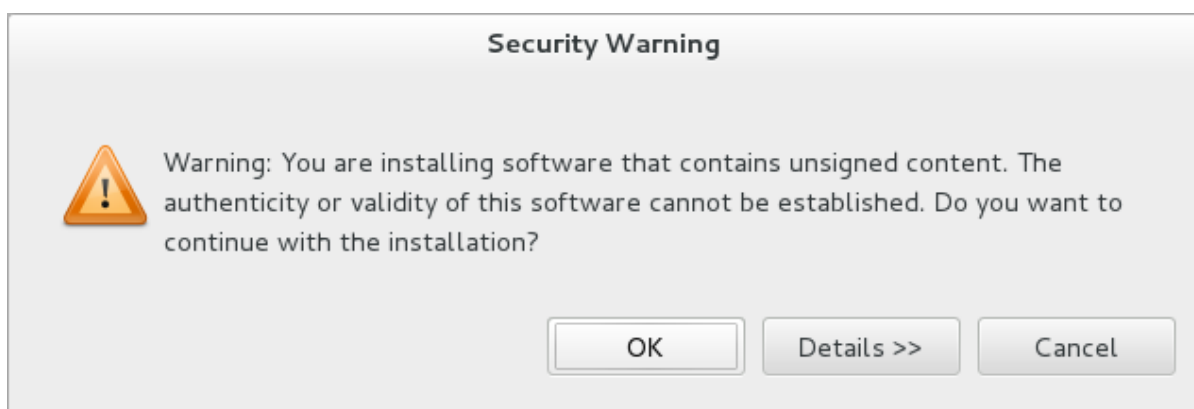 Security Warning
Warning: You are installing software that contains unsigned content. The
authenticity or validity of this software cannot be established. Do you want to
continue with the installation?
OK
Details >>
Cancel